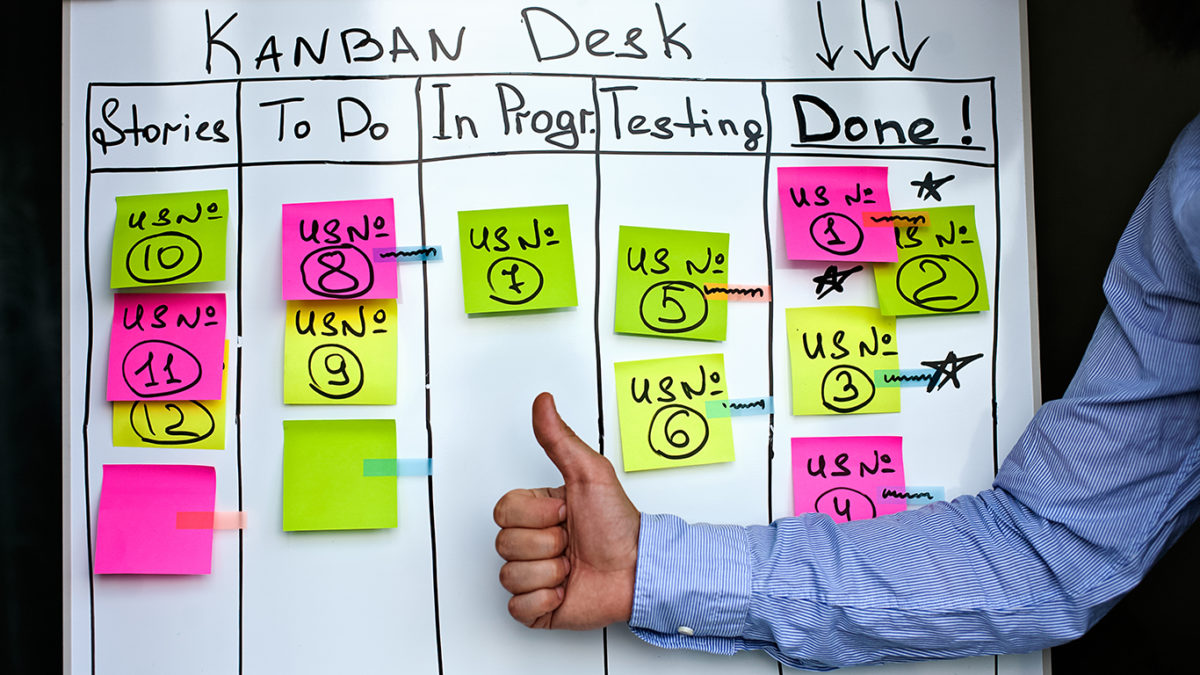 Kanban Desk
Stories
To Do
In Progr.
Testing
Done!
US Nº
10
US Nº
11
12
US Nº
8
US Nº
9
US Nº
7
US Nº
5
US Nº
6
US Nº
1
US Nº
2
US Nº
3
US Nº
4